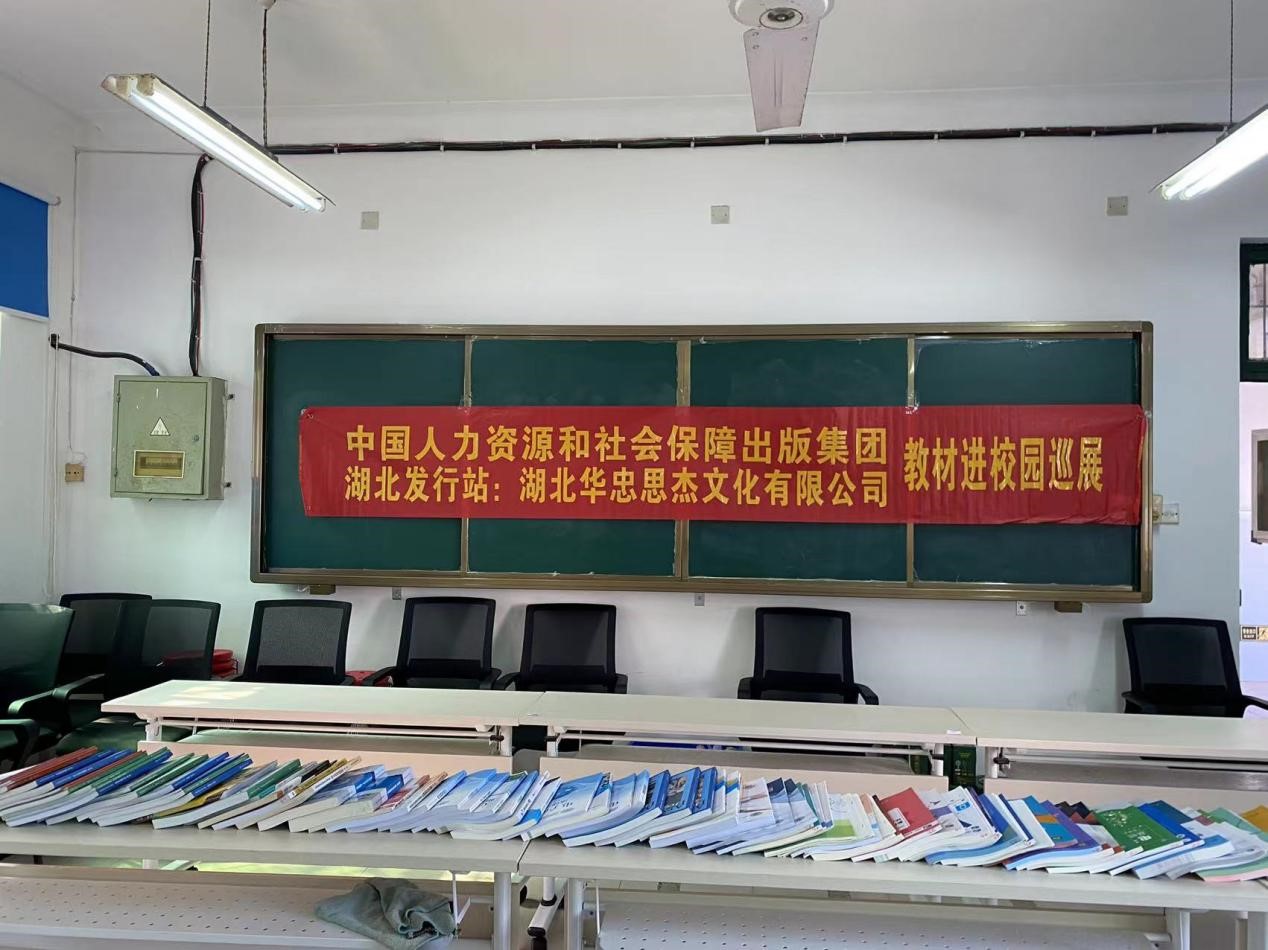 中国人力资源和社会保障出版集团
湖北发行站：湖北华忠思杰文化有限公司
教材进校园巡展